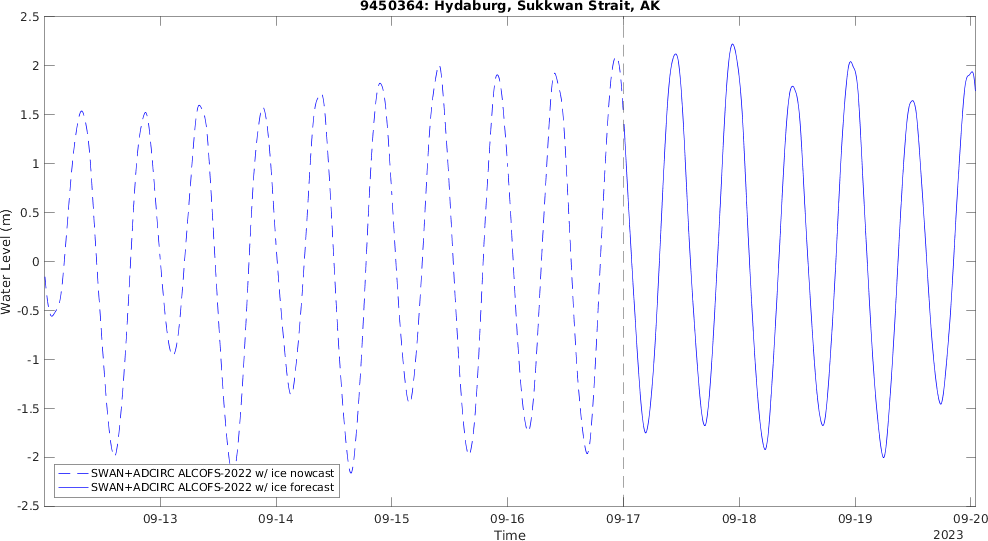 9450364: Hydaburg, Sukkwan Strait, AK
2.5
2
1.5
1
0.5
0
-0.5
-1
-1.5
-2
-2.5
Water Level (m)
SWAN+ADCIRC ALCOFS-2022 w/ ice nowcast
SWAN+ADCIRC ALCOFS-2022 w/ ice forecast
09-13 09-14 09-15 09-16 09-17 09-18 09-19 09-20
Time
2023